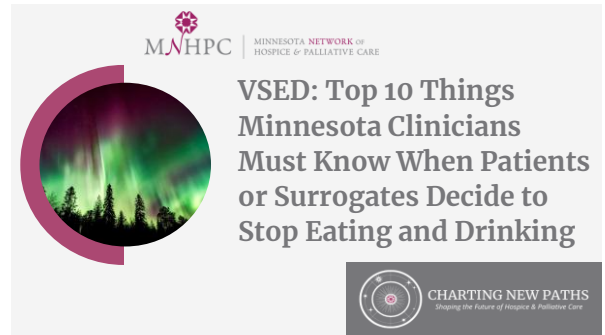 MNHPC
MINNESOTA NETWORK OF
HOSPICE & PALLIATIVE CARE
VSED: Top 10 Things
Minnesota Clinicians
Must Know When Patients
or Surrogates Decide to
Stop Eating and Drinking
CHARTING NEW PATHS
Shaping the Future of Hospice & Palliative Care